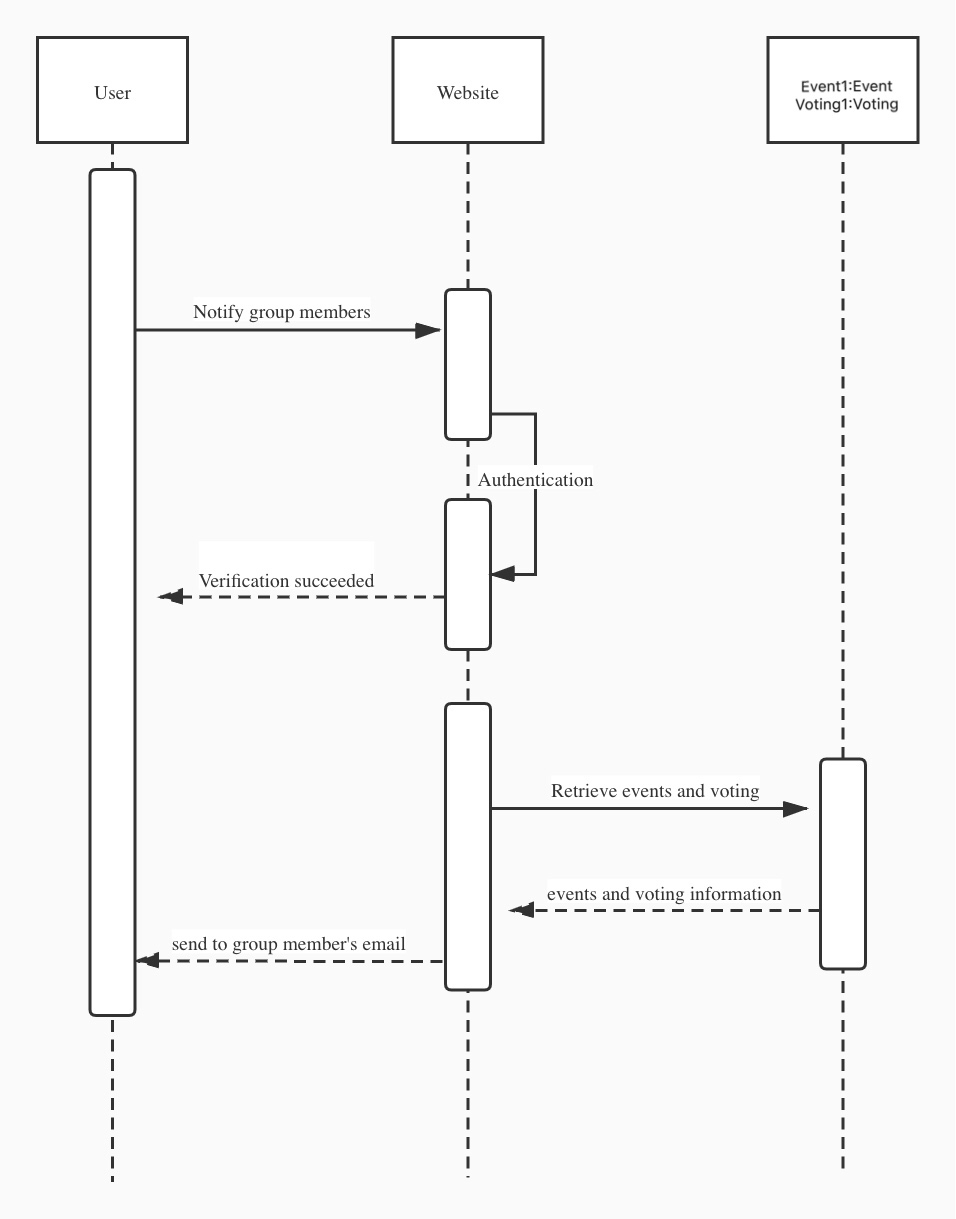 User
Website
Event1:Event
Voting1:Voting
Notify group members
Authentication
Verification succeeded
Retrieve events and voting
events and voting information
send to group member's email